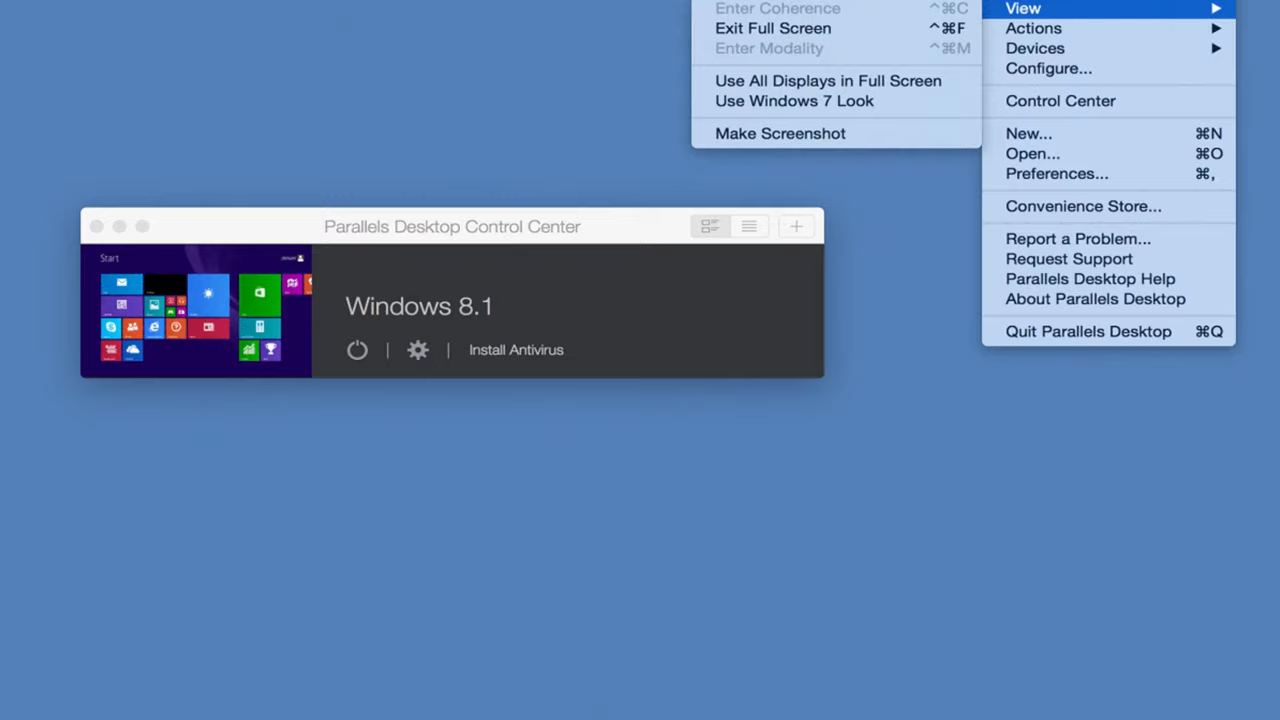 Enter Coherence ^⌘C
Exit Full Screen ^⌘F
Enter Modality ^⌘M
Use All Displays in Full Screen
Use Windows 7 Look
Make Screenshot
View
Actions
Devices
Configure...
Control Center
New... ⌘N
Open... ⌘O
Preferences... ⌘,
Convenience Store...
Report a Problem...
Request Support
Parallels Desktop Help
About Parallels Desktop
Quit Parallels Desktop ⌘Q
Parallels Desktop Control Center
Start
Windows 8.1
Install Antivirus